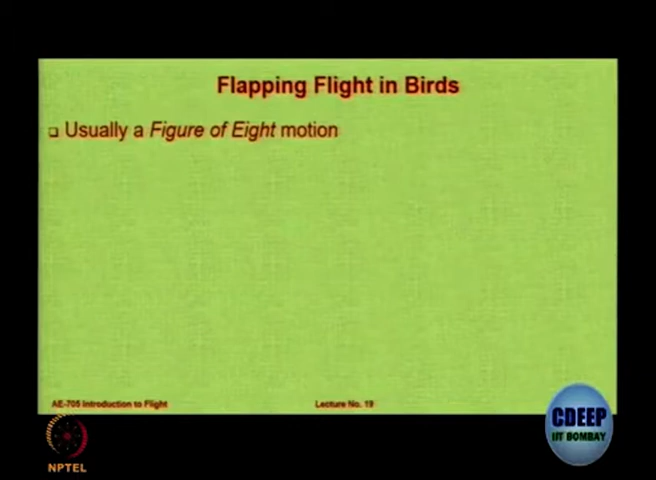 Flapping Flight in Birds
❑ Usually a Figure of Eight motion
AE-705 Introduction to Flight
Lecture No. 19
CDEEP
IIT BOMBAY
NPTEL